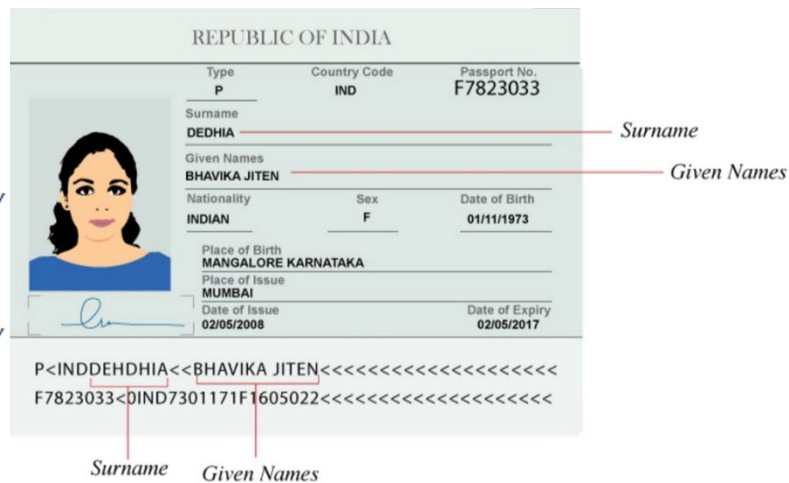 REPUBLIC OF INDIA
Type Country Code Passport No.
P IND F7823033
Surname
DEDHIA Surname
Given Names
BHAVIKA JITEN Given Names
Nationality Sex Date of Birth
INDIAN F 01/11/1973
Place of Birth
MANGALORE KARNATAKA
Place of Issue
MUMBAI
Date of Issue Date of Expiry
02/05/2008 02/05/2017
P<INDDEHDHIA<<BHAVIKA JITEN<<<<<<<<<<<<<<<<<<<<<
F7823033<0IND7301171F1605022<<<<<<<<<<<<<<<<<<<<
Surname Given Names